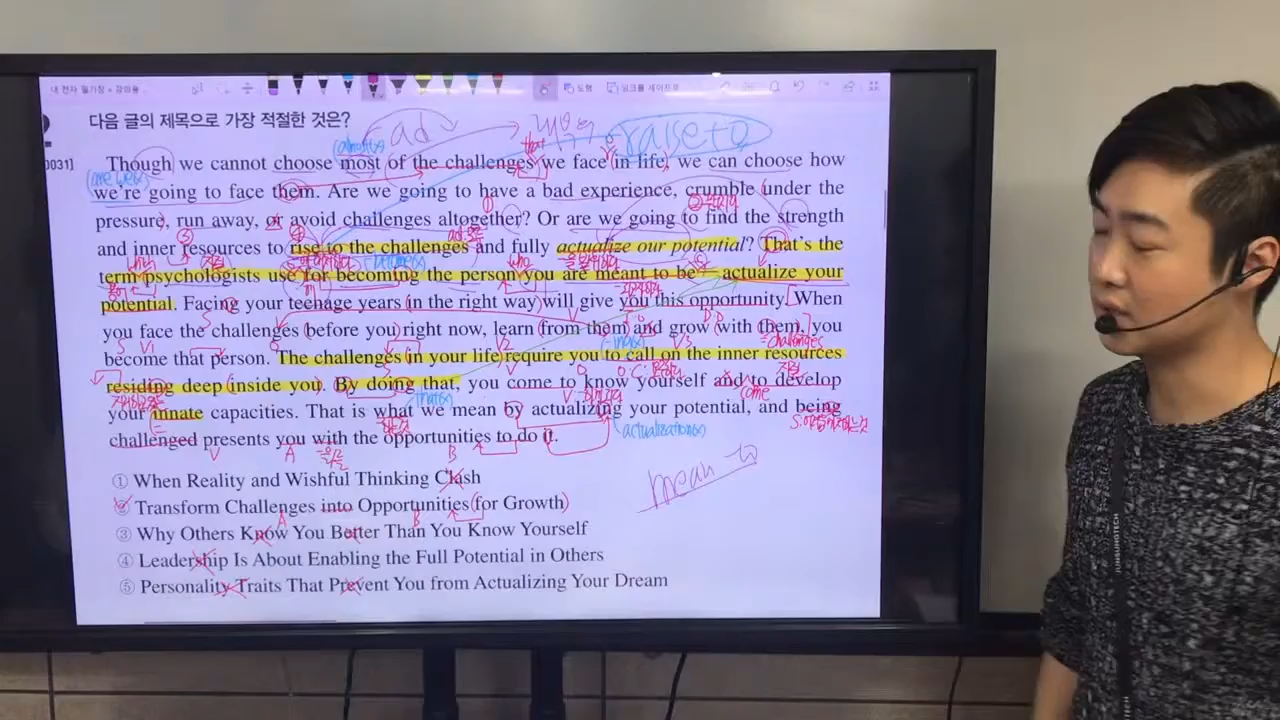 다음 글의 제목으로 가장 적절한 것은?
ad
raise to
0031]
(almost)
that
Though we cannot choose most of the challenges we face in life, we can choose how
we're going to face them. Are we going to have a bad experience, crumble under the
pressure, run away, or avoid challenges altogether? Or are we going to find the strength
and inner resources to rise to the challenges and fully actualize our potential? That's the
term psychologists use for becoming the person you are meant to be – actualize your
potential. Facing your teenage years in the right way will give you this opportunity. When
you face the challenges before you right now, learn from them and grow with them, you
become that person. The challenges in your life require you to call on the inner resources
residing deep inside you. By doing that, you come to know yourself and to develop
your innate capacities. That is what we mean by actualizing your potential, and being
challenged presents you with the opportunities to do it.
challenges
come
actualization(x)
mean to
① When Reality and Wishful Thinking Clash
② Transform Challenges into Opportunities for Growth
③ Why Others Know You Better Than You Know Yourself
④ Leadership Is About Enabling the Full Potential in Others
⑤ Personality Traits That Prevent You from Actualizing Your Dream
UNSUNGTECH